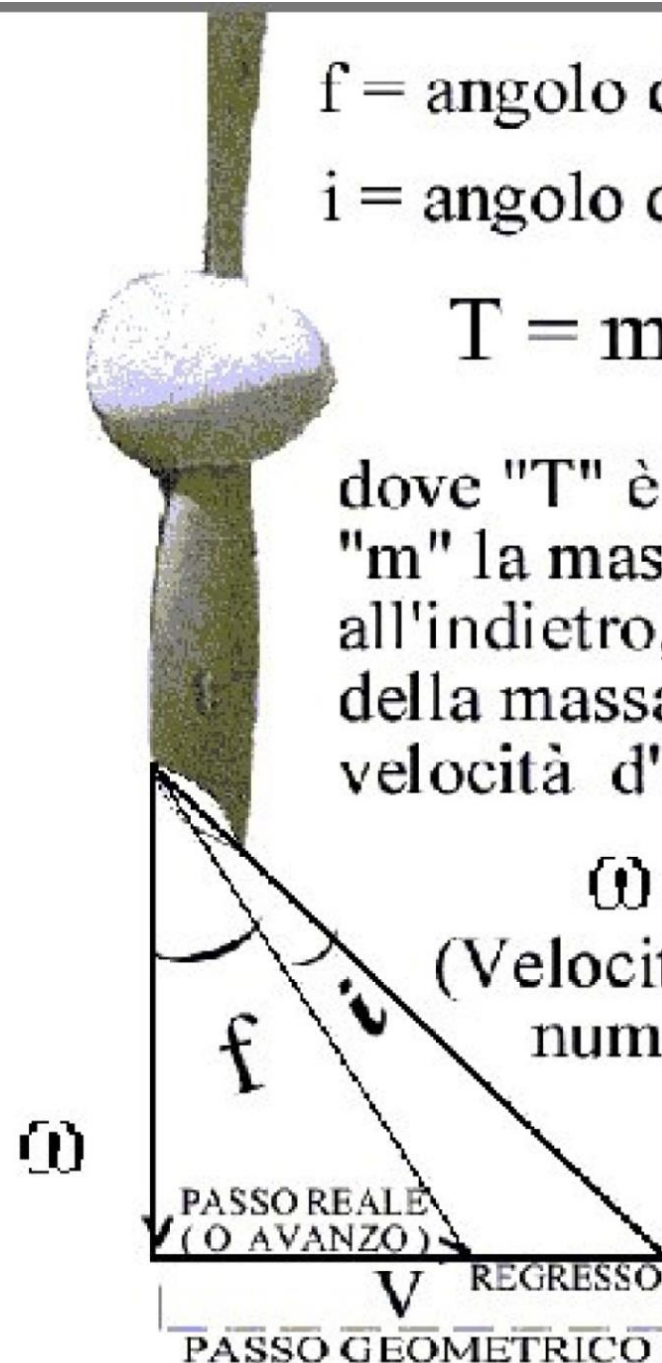 f = angolo d
i = angolo d
T = m
dove "T" è
"m" la mas
all'indietro,
della massa
velocità d'
ω
(Velocit
num
f
i
ω
PASSO REALE
( O AVANZO )
V
REGRESSO
PASSO GEOMETRICO